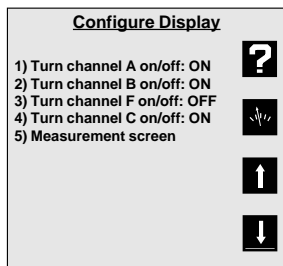 Configure Display
1) Turn channel A on/off: ON
2) Turn channel B on/off: ON
3) Turn channel F on/off: OFF
4) Turn channel C on/off: ON
5) Measurement screen
?